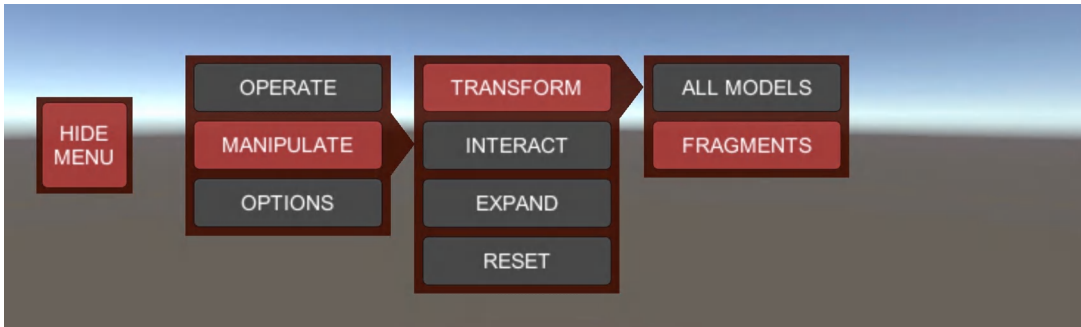 HIDE
MENU
OPERATE
MANIPULATE
OPTIONS
TRANSFORM
INTERACT
EXPAND
RESET
ALL MODELS
FRAGMENTS